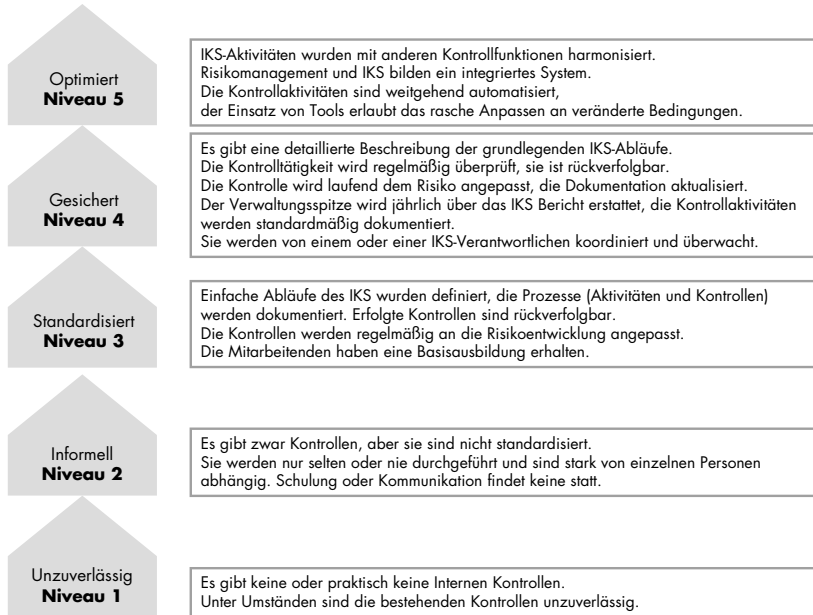 Optimiert
Niveau 5
IKS-Aktivitäten wurden mit anderen Kontrollfunktionen harmonisiert.
Risikomanagement und IKS bilden ein integriertes System.
Die Kontrollaktivitäten sind weitgehend automatisiert,
der Einsatz von Tools erlaubt das rasche Anpassen an veränderte Bedingungen.
Gesichert
Niveau 4
Es gibt eine detaillierte Beschreibung der grundlegenden IKS-Abläufe.
Die Kontrolltätigkeit wird regelmäßig überprüft, sie ist rückverfolgbar.
Die Kontrolle wird laufend dem Risiko angepasst, die Dokumentation aktualisiert.
Der Verwaltungsspitze wird jährlich über das IKS Bericht erstattet, die Kontrollaktivitäten
werden standardmäßig dokumentiert.
Sie werden von einem oder einer IKS-Verantwortlichen koordiniert und überwacht.
Standardisiert
Niveau 3
Einfache Abläufe des IKS wurden definiert, die Prozesse (Aktivitäten und Kontrollen)
werden dokumentiert. Erfolgte Kontrollen sind rückverfolgbar.
Die Kontrollen werden regelmäßig an die Risikoentwicklung angepasst.
Die Mitarbeitenden haben eine Basisausbildung erhalten.
Informell
Niveau 2
Es gibt zwar Kontrollen, aber sie sind nicht standardisiert.
Sie werden nur selten oder nie durchgeführt und sind stark von einzelnen Personen
abhängig. Schulung oder Kommunikation findet keine statt.
Unzuverlässig
Niveau 1
Es gibt keine oder praktisch keine Internen Kontrollen.
Unter Umständen sind die bestehenden Kontrollen unzuverlässig.